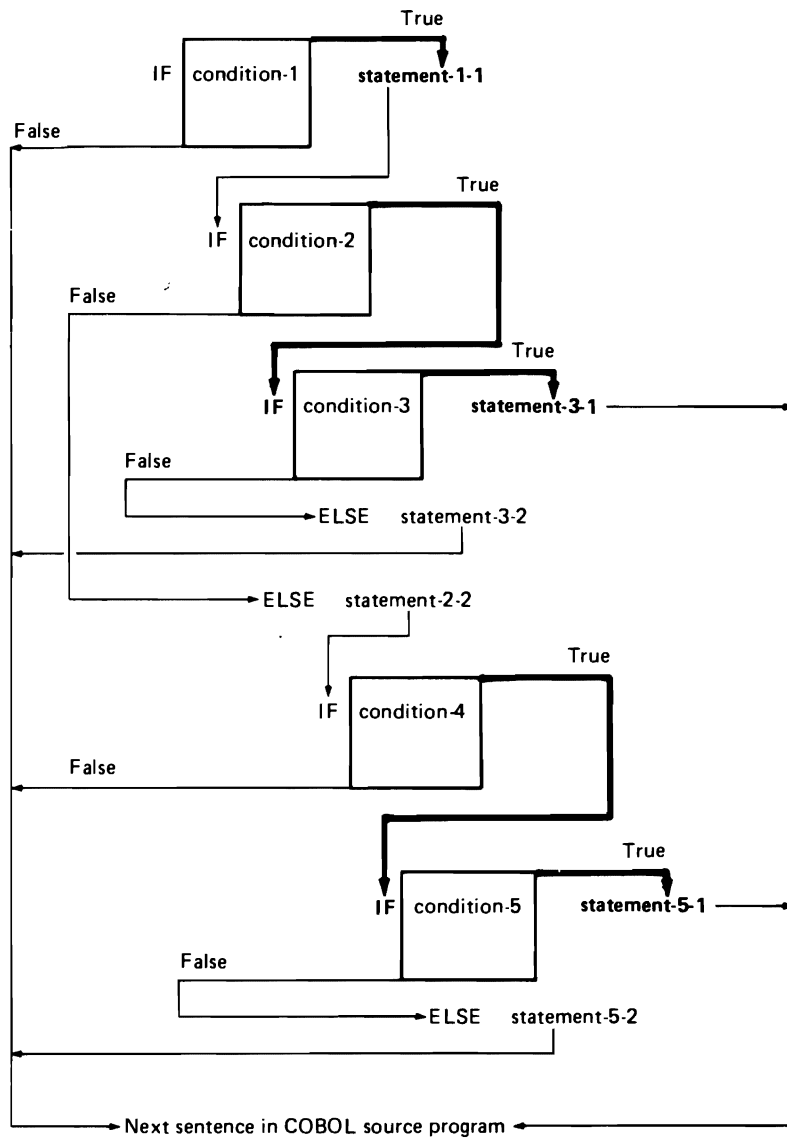 True
IF condition-1 statement-1-1
False
True
IF condition-2
False
True
IF condition-3 statement-3-1
False
ELSE statement-3-2
ELSE statement-2-2
True
IF condition-4
False
True
IF condition-5 statement-5-1
False
ELSE statement-5-2
Next sentence in COBOL source program